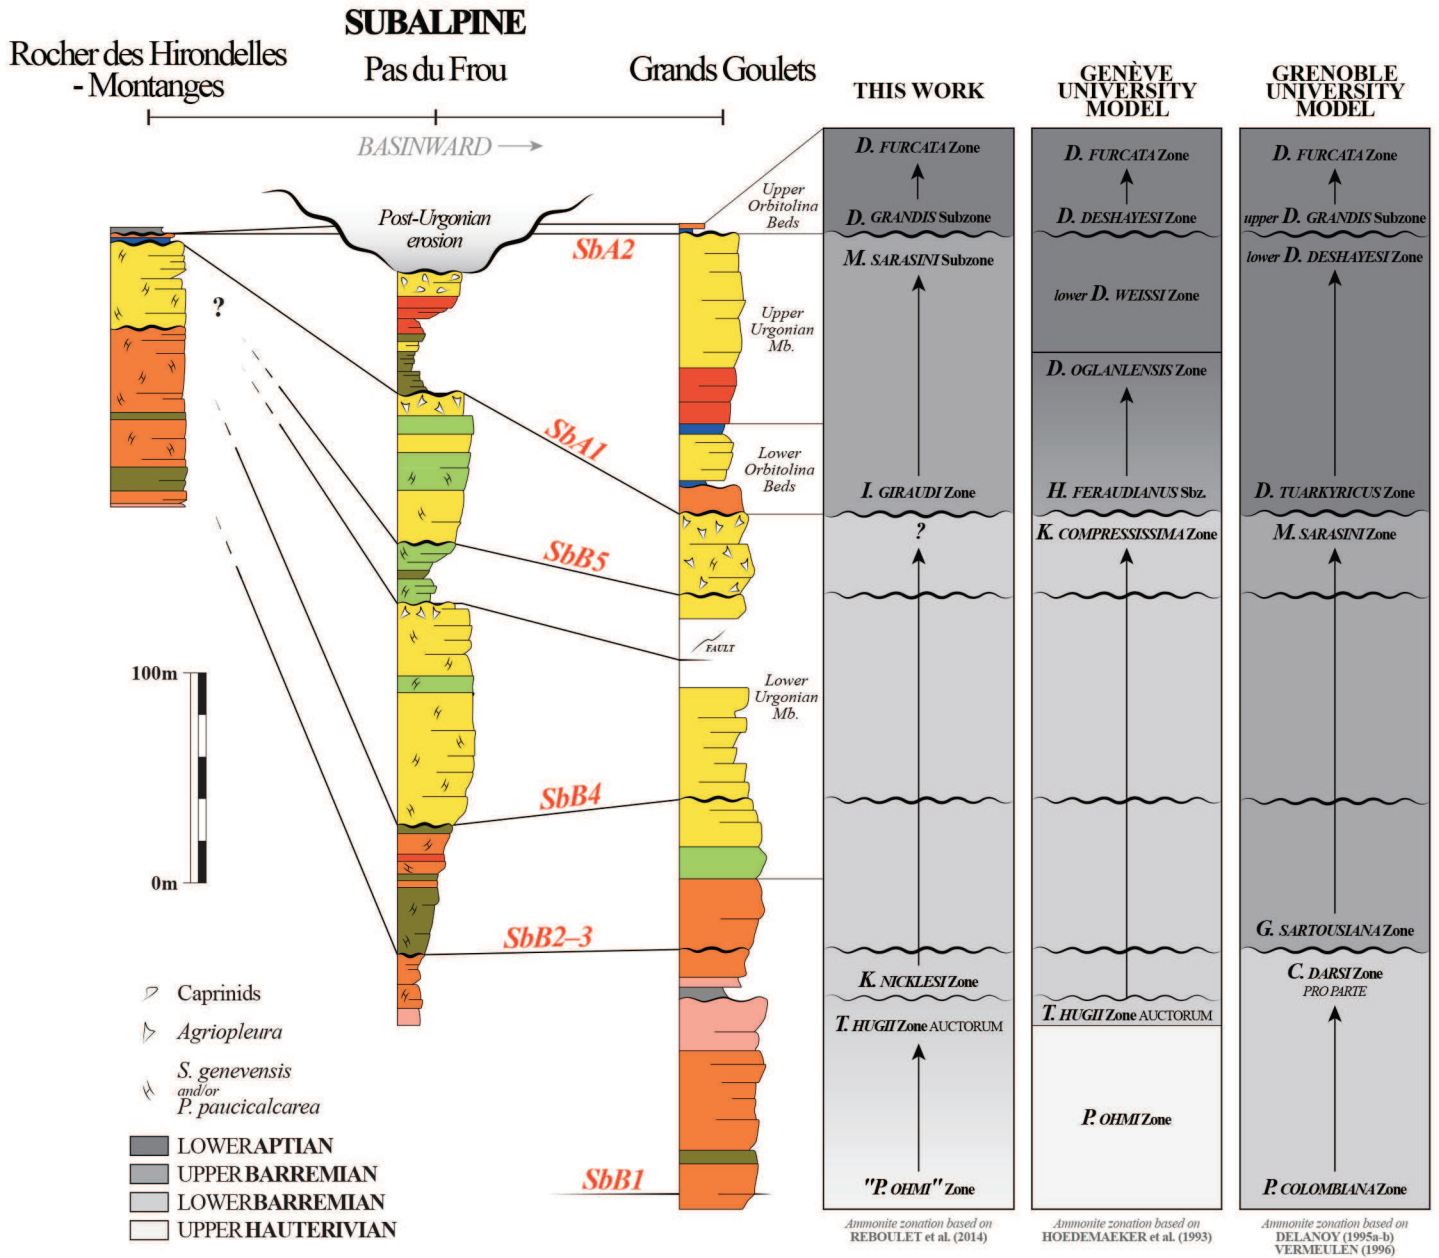 SUBALPINE
Rocher des Hirondelles
- Montanges
Pas du Frou
Grands Goulets
BASINWARD
Post-Urgonian
erosion
?
SbA2
SbA1
SbB5
SbB4
SbB2–3
SbB1
FAULT
Upper
Orbitolina
Beds
Upper
Urgonian
Mb.
Lower
Orbitolina
Beds
Lower
Urgonian
Mb.
100m
0m
Caprinids
Agriopleura
S. genevensis
and/or
P. paucicalcarea
LOWER APTIAN
UPPER BARREMIAN
LOWER BARREMIAN
UPPER HAUTERIVIAN
THIS WORK
D. FURCATA Zone
D. GRANDIS Subzone
M. SARASINI Subzone
I. GIRAUDI Zone
?
K. NICKLESI Zone
T. HUGII Zone AUCTORUM
"P. OHMI" Zone
Ammonite zonation based on
REBOULET et al. (2014)
GENÈVE
UNIVERSITY
MODEL
D. FURCATA Zone
D. DESHAYESI Zone
lower D. WEISSI Zone
D. OGLANLENSIS Zone
H. FERAUDIANUS Sbz.
K. COMPRESSISSIMA Zone
T. HUGII Zone AUCTORUM
P. OHMI Zone
Ammonite zonation based on
HOEDEMAEKER et al. (1993)
GRENOBLE
UNIVERSITY
MODEL
D. FURCATA Zone
upper D. GRANDIS Subzone
lower D. DESHAYESI Zone
D. TUARKYRICUS Zone
M. SARASINI Zone
G. SARTOUSIANA Zone
C. DARSI Zone
PRO PARTE
P. COLOMBIANA Zone
Ammonite zonation based on
DELANOY (1995a-b)
VERMEULEN (1996)